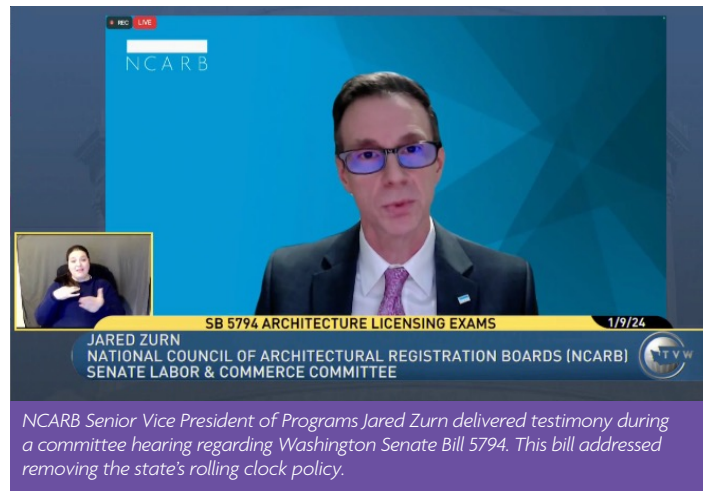 REC LIVE
NCARB
SB 5794 ARCHITECTURE LICENSING EXAMS 1/9/24
JARED ZURN
NATIONAL COUNCIL OF ARCHITECTURAL REGISTRATION BOARDS (NCARB)
SENATE LABOR & COMMERCE COMMITTEE
TVW
NCARB Senior Vice President of Programs Jared Zurn delivered testimony during
a committee hearing regarding Washington Senate Bill 5794. This bill addressed
removing the state's rolling clock policy.